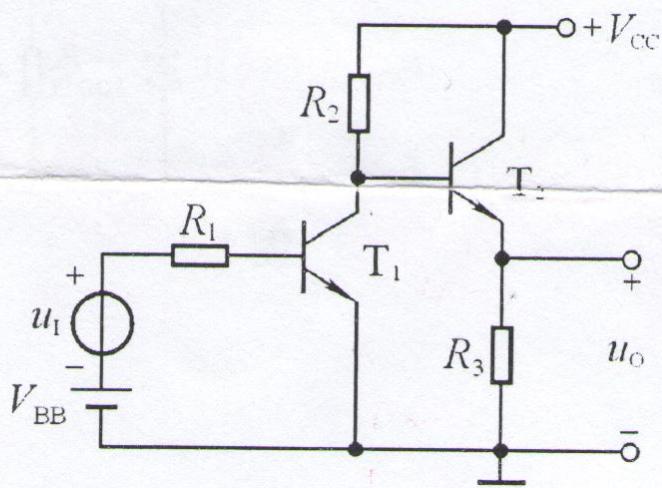 +V_CC
R_2
T_2
R_1
T_1
+
u_I
−
V_BB
R_3
+
u_O
−